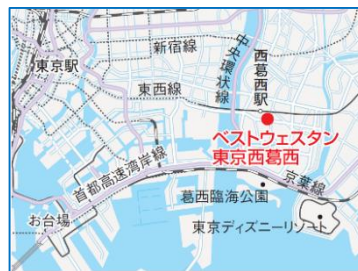 新宿線
東京駅
東西線
中央環状線
西葛西駅
ベストウェスタン
東京西葛西
首都高速湾岸線
京葉線
お台場
葛西臨海公園
東京ディズニーリゾート